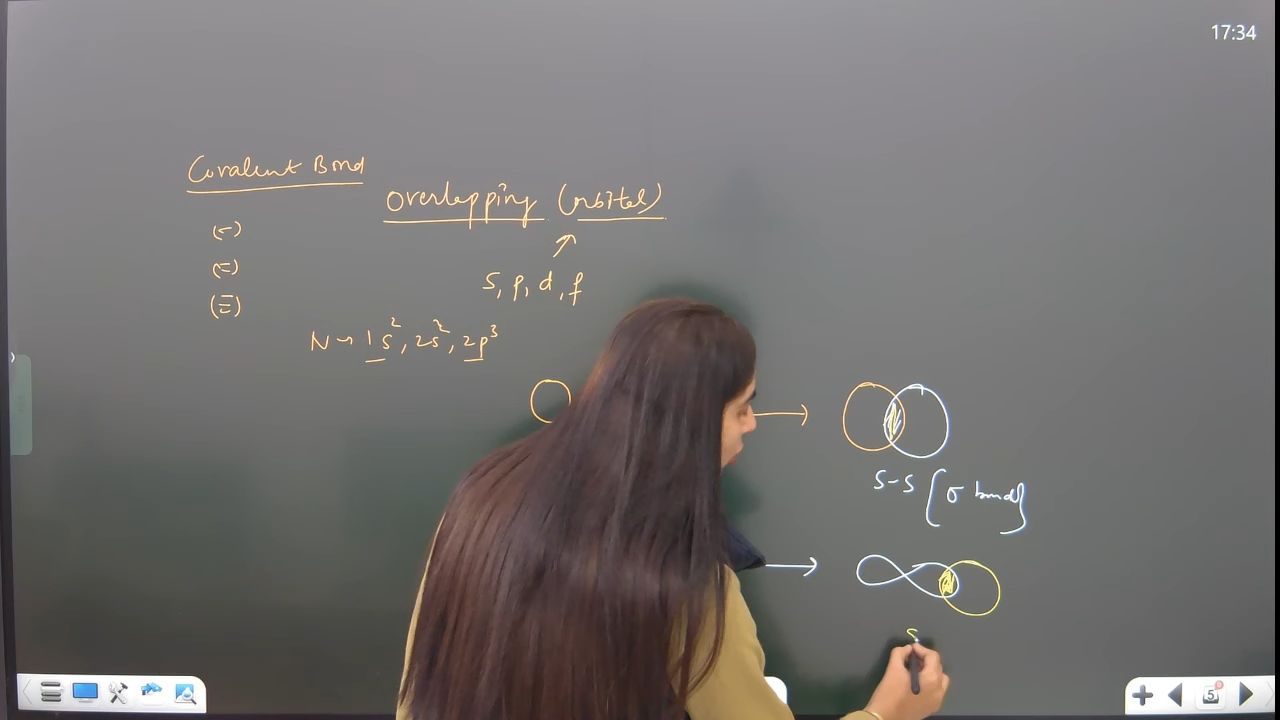 17:34
Covalent Bond
Overlapping (orbital)
(-)
(=)
(≡)
s, p, d, f
N → 1s², 2s², 2p³
s-s [σ bond]
s
5